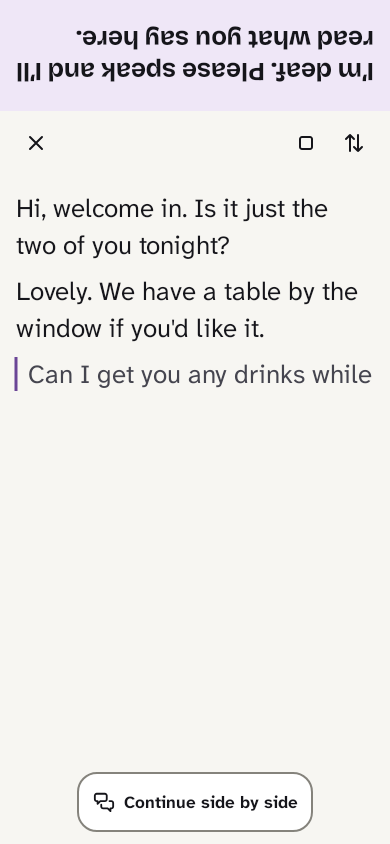 I'm deaf. Please speak and I'll
read what you say here.
Hi, welcome in. Is it just the
two of you tonight?
Lovely. We have a table by the
window if you'd like it.
Can I get you any drinks while
Continue side by side